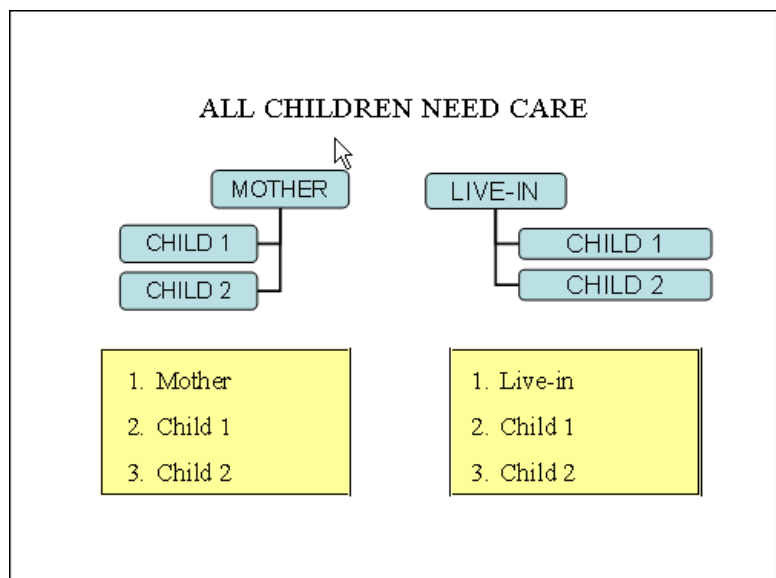 ALL CHILDREN NEED CARE
MOTHER
CHILD 1
CHILD 2
LIVE-IN
CHILD 1
CHILD 2
1. Mother
2. Child 1
3. Child 2
1. Live-in
2. Child 1
3. Child 2